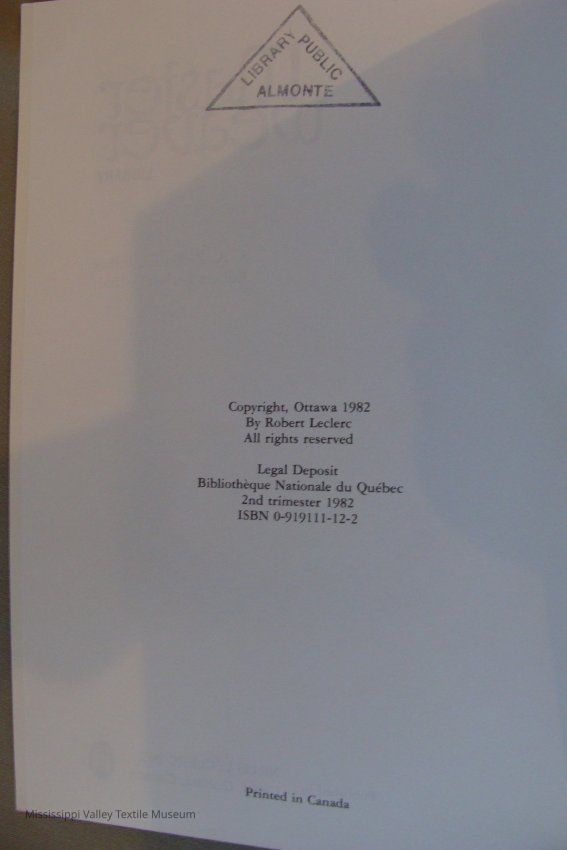 LIBRARY PUBLIC
ALMONTE
Copyright, Ottawa 1982
By Robert Leclerc
All rights reserved
Legal Deposit
Bibliothèque Nationale du Québec
2nd trimester 1982
ISBN 0-919111-12-2
Printed in Canada
Mississippi Valley Textile Museum